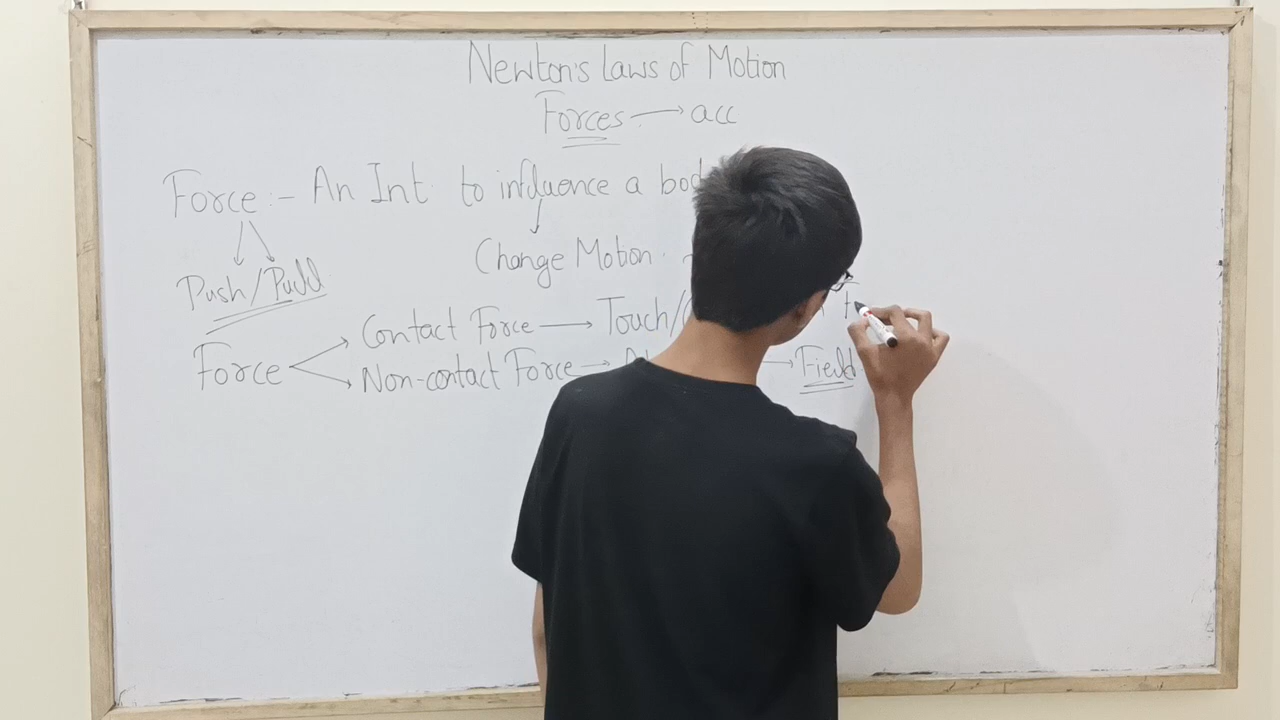 Newton's Laws of Motion
Forces → acc
Force :- An Int. to influence a
Change Motion
Push/Pull
Contact Force → Touch/
Force
Non-contact Force → → Field